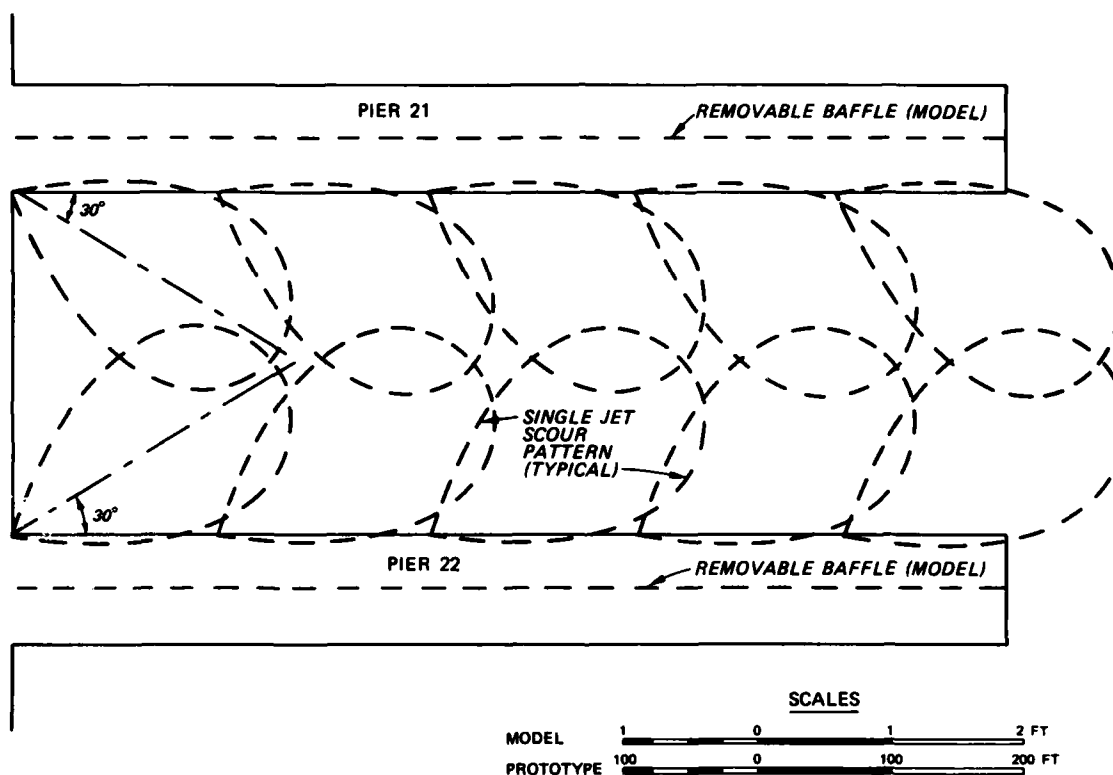 PIER 21
REMOVABLE BAFFLE (MODEL)
30°
SINGLE JET
SCOUR
PATTERN
(TYPICAL)
30°
PIER 22
REMOVABLE BAFFLE (MODEL)
SCALES
MODEL 1 0 1 2 FT
PROTOTYPE 100 0 100 200 FT